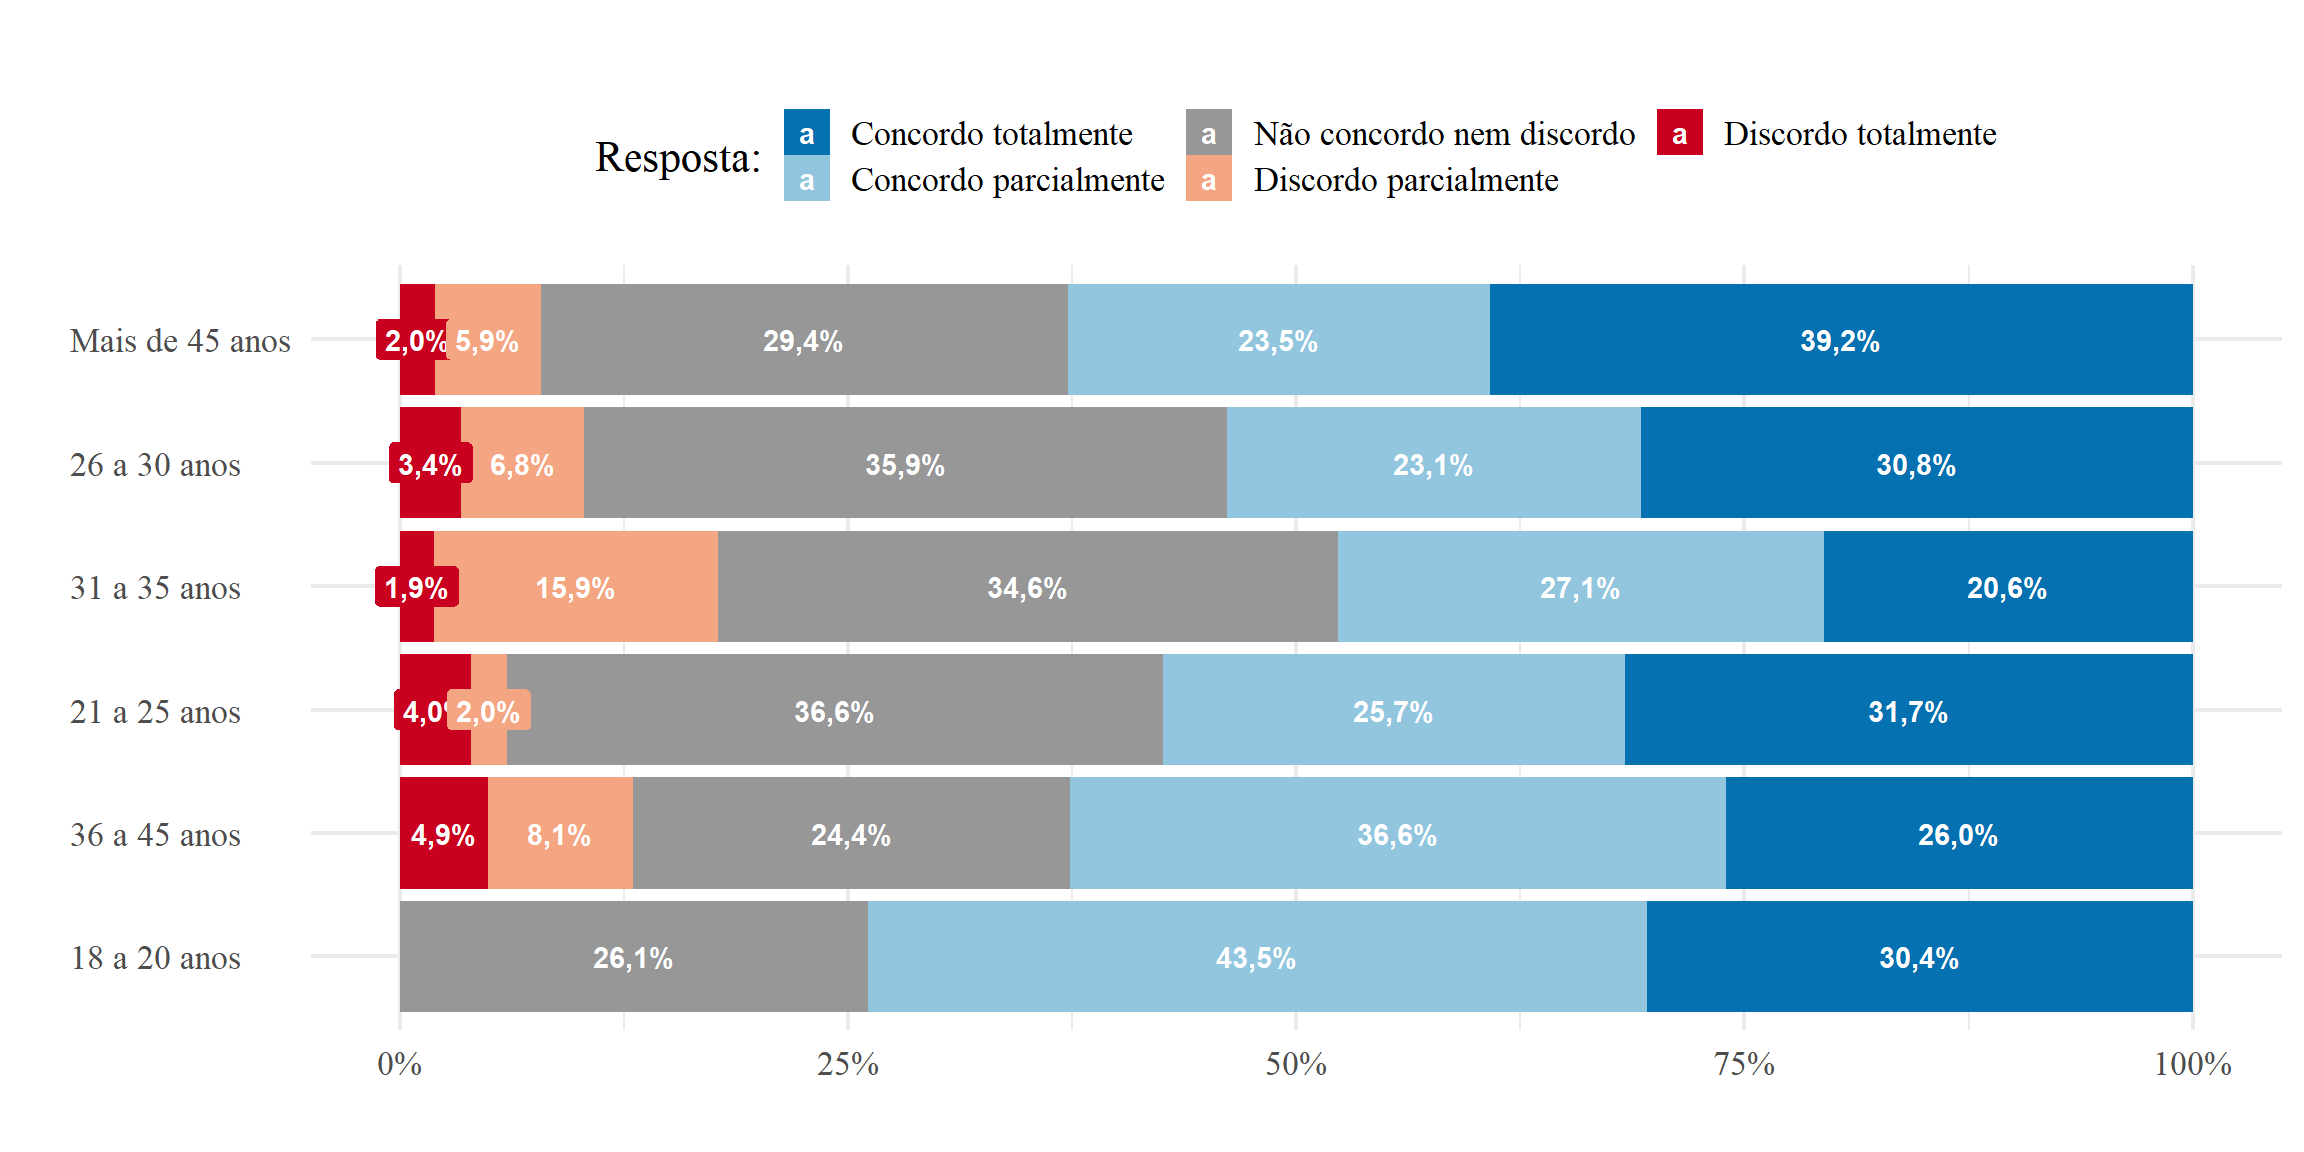 Resposta:
a Concordo totalmente a Não concordo nem discordo a Discordo totalmente
a Concordo parcialmente a Discordo parcialmente
Mais de 45 anos 2,0% 5,9% 29,4% 23,5% 39,2%
26 a 30 anos 3,4% 6,8% 35,9% 23,1% 30,8%
31 a 35 anos 1,9% 15,9% 34,6% 27,1% 20,6%
21 a 25 anos 4,0% 2,0% 36,6% 25,7% 31,7%
36 a 45 anos 4,9% 8,1% 24,4% 36,6% 26,0%
18 a 20 anos 26,1% 43,5% 30,4%
0% 25% 50% 75% 100%